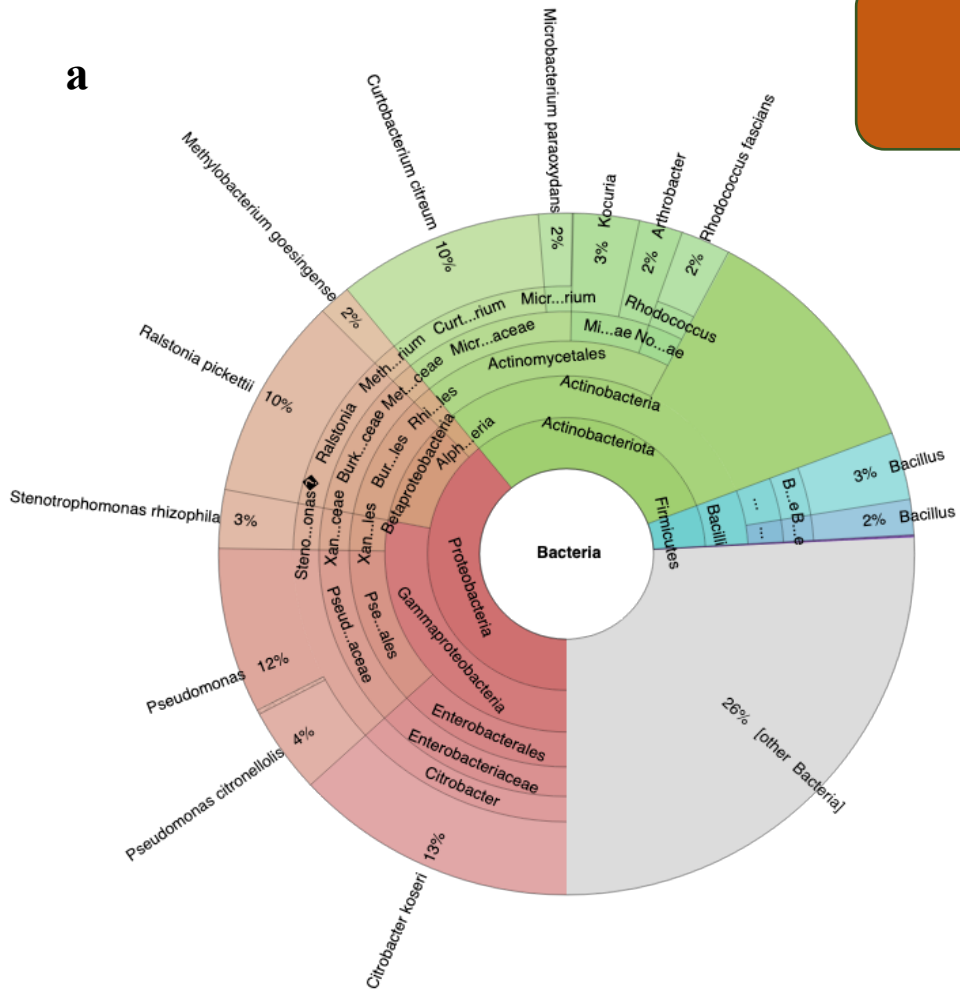 a
Microbacterium paraoxydans
Curtobacterium citreum
Methylobacterium goesingense
Ralstonia pickettii
Stenotrophomonas rhizophila
Pseudomonas
Pseudomonas citronellolis
Citrobacter koseri
Kocuria
Arthrobacter
Rhodococcus fascians
Bacillus
Bacillus
10%
2%
3%
2%
2%
2%
10%
3%
12%
4%
13%
3%
2%
26% [other Bacteria]
Curt...rium
Micr...rium
Rhodococcus
Micr...aceae
Mi...ae
No...ae
Actinomycetales
Actinobacteria
Actinobacteriota
Meth...rium
Met...ceae
Rhi...les
Alph...eria
Ralstonia
Burk...ceae
Bur...les
Betaproteobacteria
Steno...onas�
Xan...ceae
Xan...les
Pseud...aceae
Pse...ales
Gammaproteobacteria
Proteobacteria
Enterobacterales
Enterobacteriaceae
Citrobacter
Firmicutes
Bacilli
...
...
B...e
B...e
Bacteria